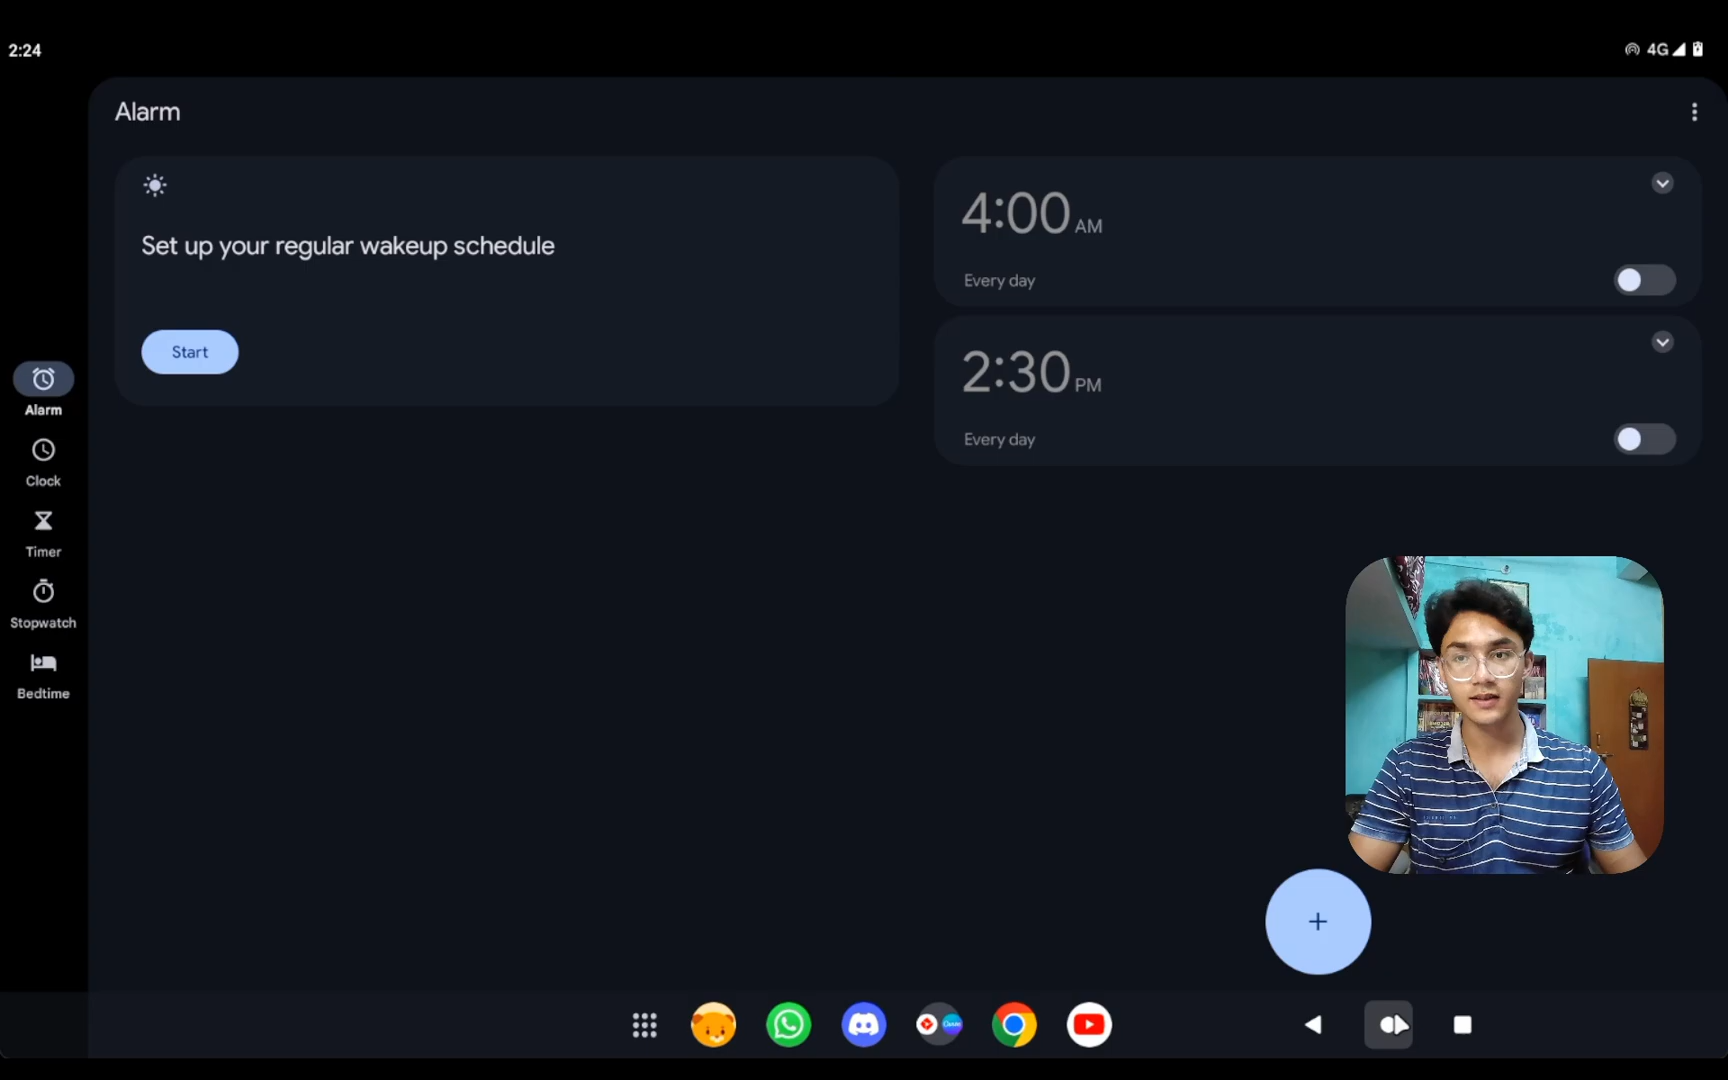 2:24
4G
Alarm
Set up your regular wakeup schedule
Start
4:00 AM
Every day
2:30 PM
Every day
Alarm
Clock
Timer
Stopwatch
Bedtime
+